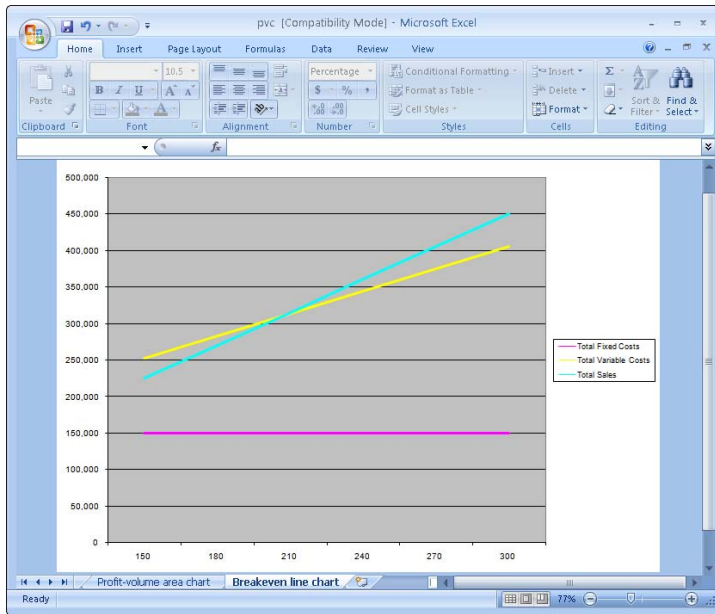 pvc [Compatibility Mode] - Microsoft Excel
Home Insert Page Layout Formulas Data Review View
Paste
10.5
B I U A A
Percentage
$ % ,
Conditional Formatting
Format as Table
Cell Styles
Insert
Delete
Format
Σ
Sort & Filter
Find & Select
Clipboard Font Alignment Number Styles Cells Editing
fx
500,000
450,000
400,000
350,000
300,000
250,000
200,000
150,000
100,000
50,000
0
150 180 210 240 270 300
Total Fixed Costs
Total Variable Costs
Total Sales
Profit-volume area chart Breakeven line chart
Ready 77%